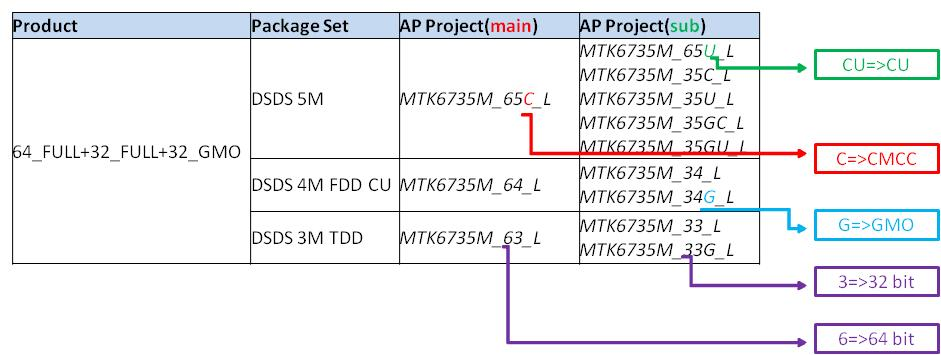 Product Package Set AP Project(main) AP Project(sub)
64_FULL+32_FULL+32_GMO
DSDS 5M
MTK6735M_65C_L
MTK6735M_65U_L
MTK6735M_35C_L
MTK6735M_35U_L
MTK6735M_35GC_L
MTK6735M_35GU_L
DSDS 4M FDD CU
MTK6735M_64_L
MTK6735M_34_L
MTK6735M_34G_L
DSDS 3M TDD
MTK6735M_63_L
MTK6735M_33_L
MTK6735M_33G_L
CU=>CU
C=>CMCC
G=>GMO
3=>32 bit
6=>64 bit